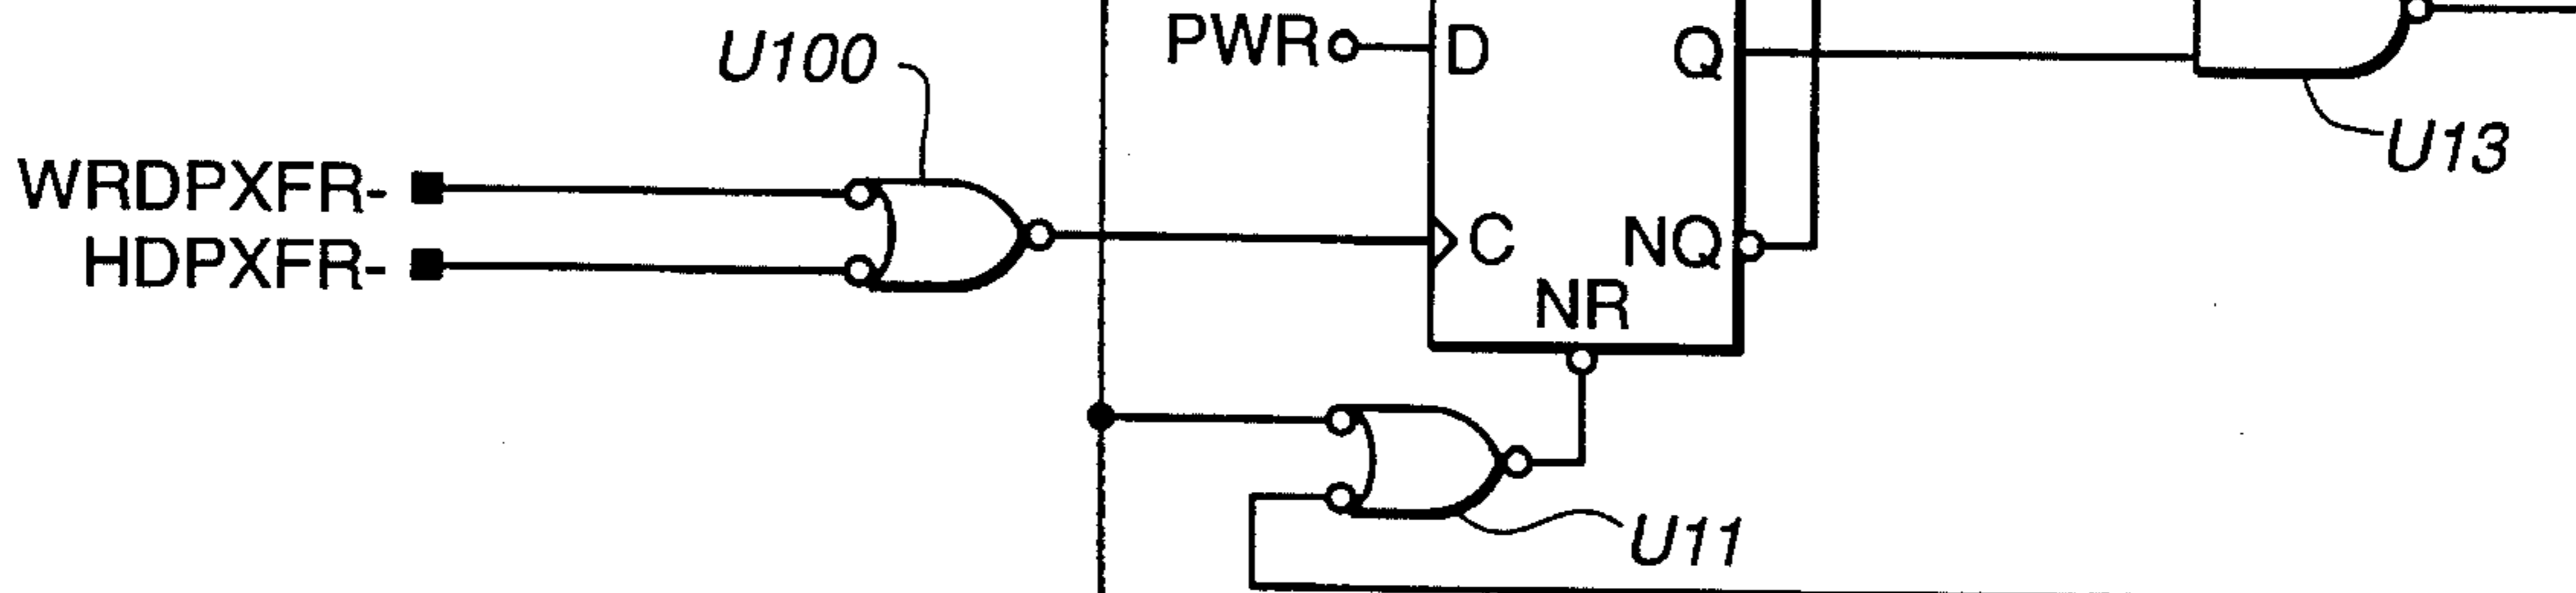 U100
PWR
D
Q
U13
WRDPXFR-
HDPXFR-
C
NQ
NR
U11